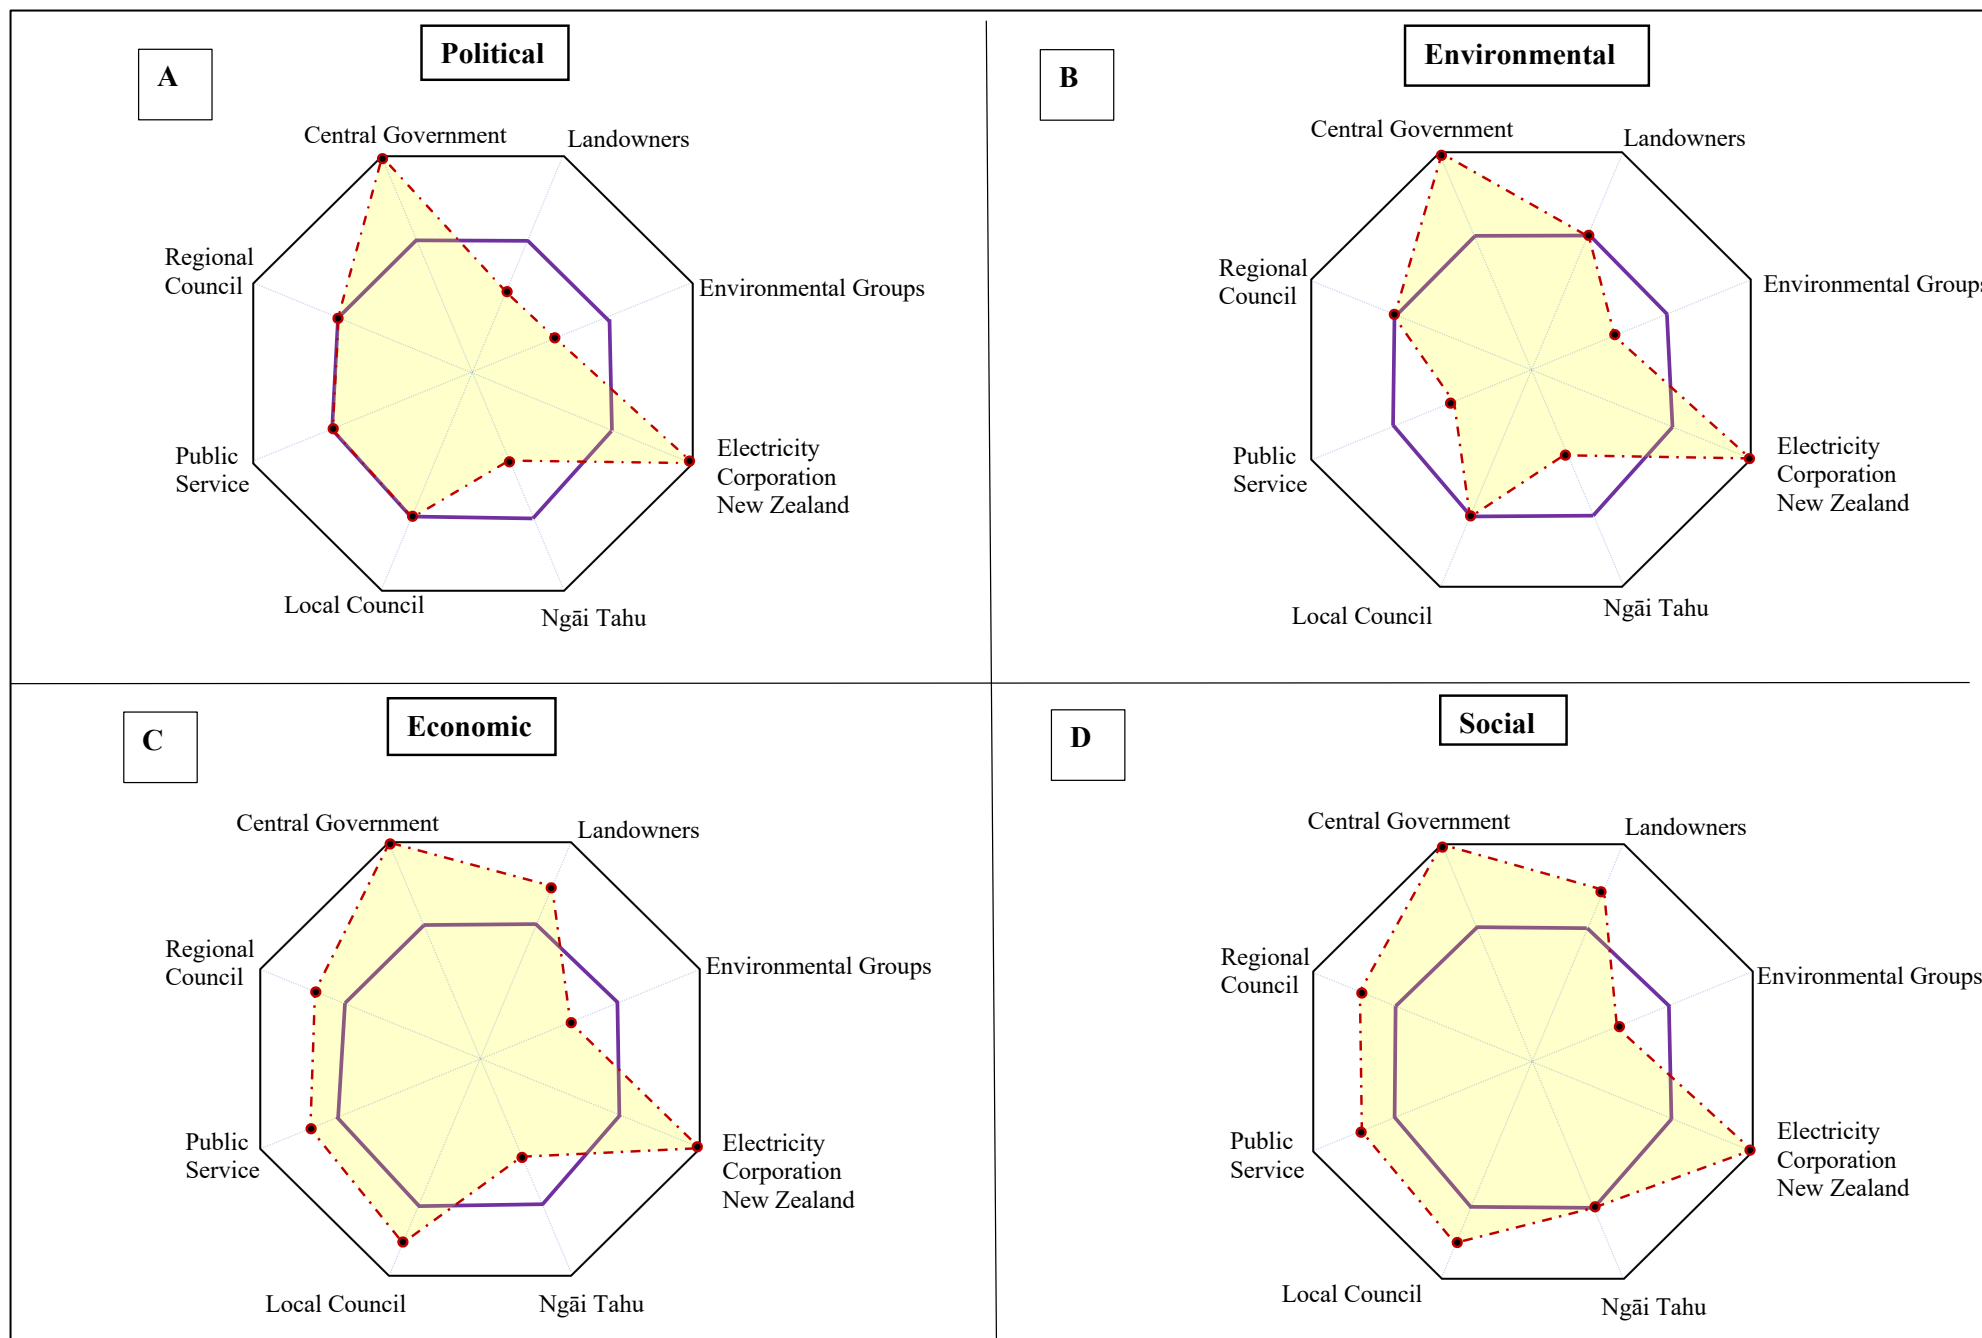 A
Political
Central Government
Landowners
Regional
Council
Environmental Groups
Public
Service
Electricity
Corporation
New Zealand
Local Council
Ngāi Tahu
B
Environmental
Central Government
Landowners
Regional
Council
Environmental Groups
Public
Service
Electricity
Corporation
New Zealand
Local Council
Ngāi Tahu
C
Economic
Central Government
Landowners
Regional
Council
Environmental Groups
Public
Service
Electricity
Corporation
New Zealand
Local Council
Ngāi Tahu
D
Social
Central Government
Landowners
Regional
Council
Environmental Groups
Public
Service
Electricity
Corporation
New Zealand
Local Council
Ngāi Tahu